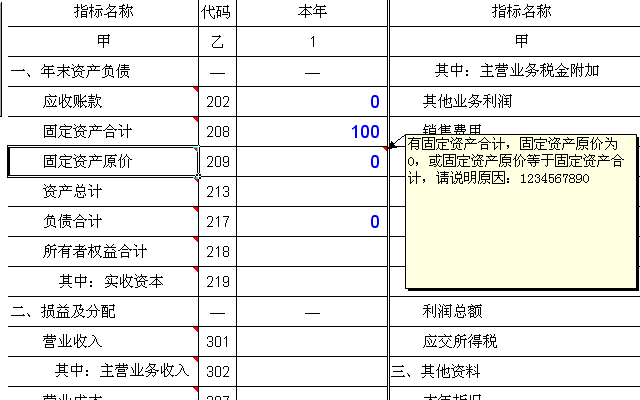 指标名称 代码 本年 指标名称
甲 乙 1 甲
一、年末资产负债 — — 其中：主营业务税金附加
应收账款 202 0 其他业务利润
固定资产合计 208 100 销售费用
固定资产原价 209 0
有固定资产合计，固定资产原价为
0，或固定资产原价等于固定资产合
计，请说明原因：1234567890
资产总计 213
负债合计 217 0
所有者权益合计 218
其中：实收资本 219
二、损益及分配 — — 利润总额
营业收入 301 应交所得税
其中：主营业务收入 302 三、其他资料